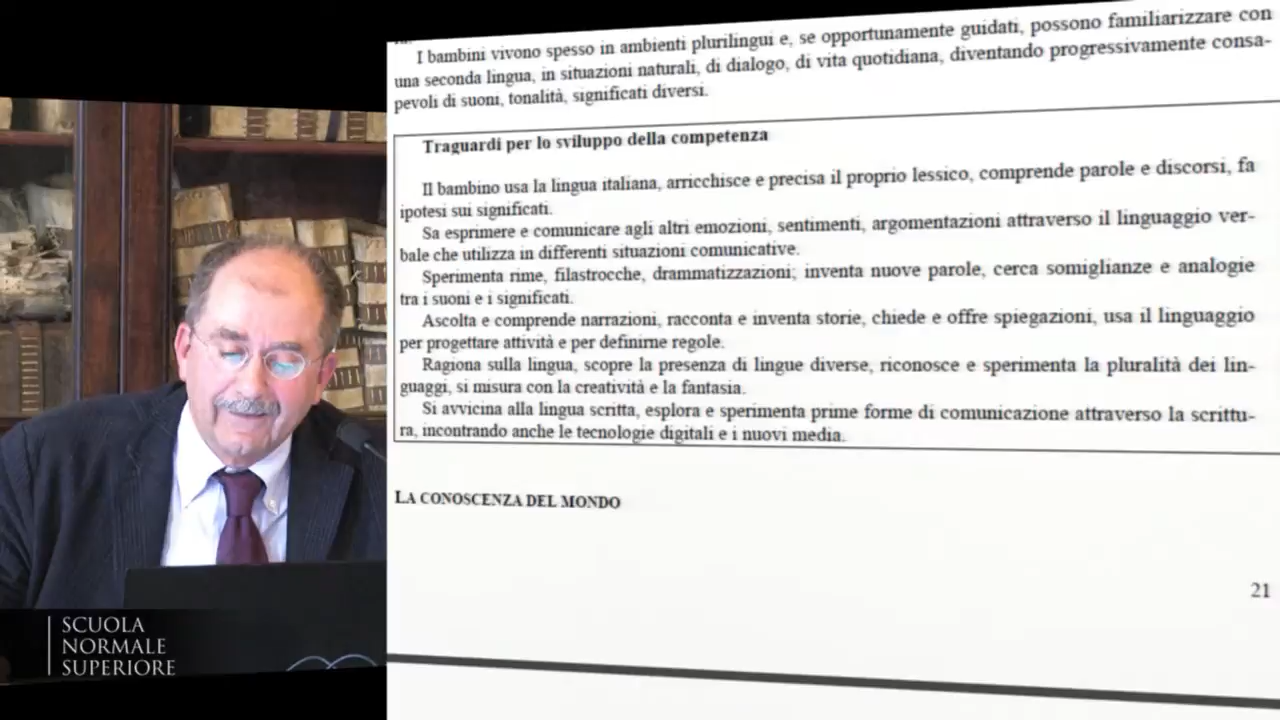 I bambini vivono spesso in ambienti plurilingui e, se opportunamente guidati, possono familiarizzare con
una seconda lingua, in situazioni naturali, di dialogo, di vita quotidiana, diventando progressivamente consa-
pevoli di suoni, tonalità, significati diversi.
Traguardi per lo sviluppo della competenza
Il bambino usa la lingua italiana, arricchisce e precisa il proprio lessico, comprende parole e discorsi, fa
ipotesi sui significati.
Sa esprimere e comunicare agli altri emozioni, sentimenti, argomentazioni attraverso il linguaggio ver-
bale che utilizza in differenti situazioni comunicative.
Sperimenta rime, filastrocche, drammatizzazioni; inventa nuove parole, cerca somiglianze e analogie
tra i suoni e i significati.
Ascolta e comprende narrazioni, racconta e inventa storie, chiede e offre spiegazioni, usa il linguaggio
per progettare attività e per definirne regole.
Ragiona sulla lingua, scopre la presenza di lingue diverse, riconosce e sperimenta la pluralità dei lin-
guaggi, si misura con la creatività e la fantasia.
Si avvicina alla lingua scritta, esplora e sperimenta prime forme di comunicazione attraverso la scrittu-
ra, incontrando anche le tecnologie digitali e i nuovi media.
LA CONOSCENZA DEL MONDO
21
SCUOLA
NORMALE
SUPERIORE